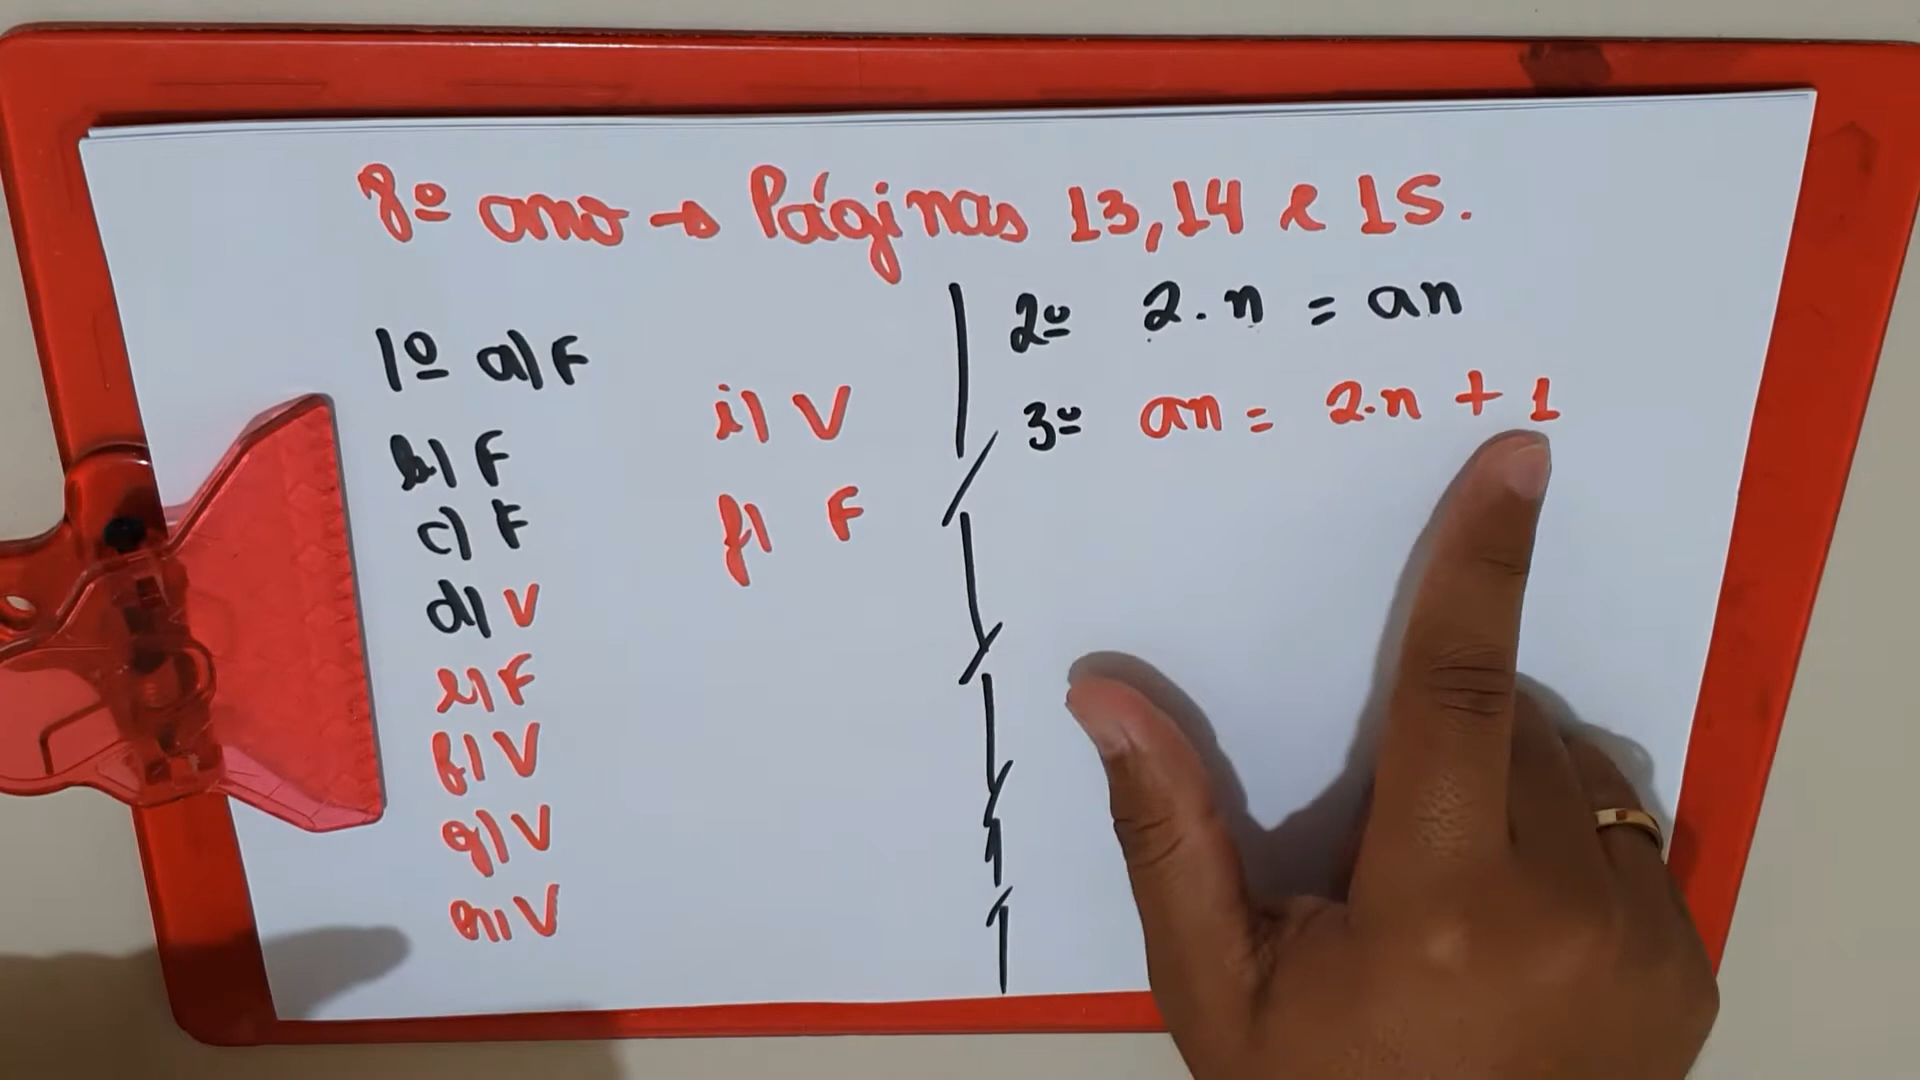 8º ano → Páginas 13, 14 e 15.
1º a) F
b) F
c) F
d) V
e) F
f) V
g) V
h) V
i) V
j) F
2º 2.n = an
3º an = 2.n + 1